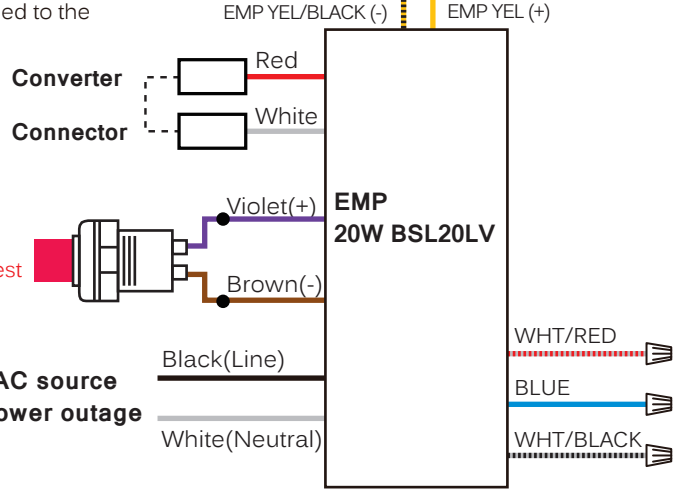 ed to the
EMP YEL/BLACK (-)
EMP YEL (+)
Converter
Red
Connector
White
Violet(+)
EMP
20W BSL20LV
est
Brown(-)
WHT/RED
Black(Line)
AC source
BLUE
ower outage
White(Neutral)
WHT/BLACK